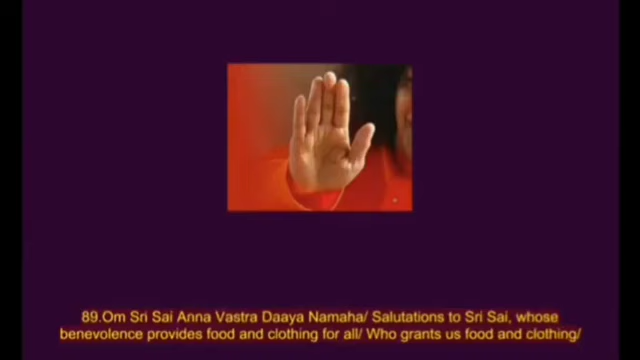 89.Om Sri Sai Anna Vastra Daaya Namaha/ Salutations to Sri Sai, whose
benevolence provides food and clothing for all/ Who grants us food and clothing/